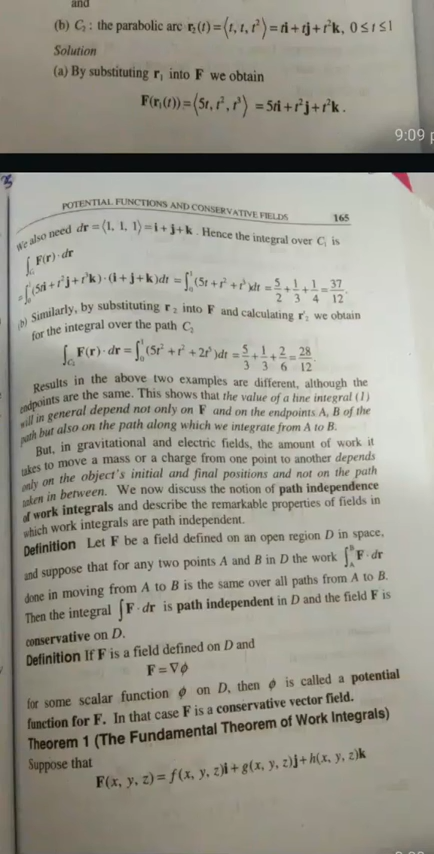 and
(b) C₂ : the parabolic arc r₂(t) = ⟨t, t, t²⟩ = ti + tj + t²k, 0 ≤ t ≤ 1
Solution
(a) By substituting r₁ into F we obtain
F(r₁(t)) = ⟨5t, t², t³⟩ = 5ti + t²j + t³k.
9:09
3
POTENTIAL FUNCTIONS AND CONSERVATIVE FIELDS 165
We also need dr = ⟨1, 1, 1⟩ = i + j + k. Hence the integral over C₁ is
∫_C₁ F(r)·dr
= ∫₀¹(5ti + t²j + t³k)·(i + j + k)dt = ∫₀¹(5t + t² + t³)dt = 5/2 + 1/3 + 1/4 = 37/12.
(b) Similarly, by substituting r₂ into F and calculating r'₂ we obtain
for the integral over the path C₂
∫_C₂ F(r)·dr = ∫₀¹(5t² + t² + 2t⁵)dt = 5/3 + 1/3 + 2/6 = 28/12
Results in the above two examples are different, although the
endpoints are the same. This shows that the value of a line integral (1)
will in general depend not only on F and on the endpoints A, B of the
path but also on the path along which we integrate from A to B.
But, in gravitational and electric fields, the amount of work it
takes to move a mass or a charge from one point to another depends
only on the object's initial and final positions and not on the path
taken in between. We now discuss the notion of path independence
of work integrals and describe the remarkable properties of fields in
which work integrals are path independent.
Definition Let F be a field defined on an open region D in space,
and suppose that for any two points A and B in D the work ∫_A^B F·dr
done in moving from A to B is the same over all paths from A to B.
Then the integral ∫F·dr is path independent in D and the field F is
conservative on D.
Definition If F is a field defined on D and
F = ∇ϕ
for some scalar function ϕ on D, then ϕ is called a potential
function for F. In that case F is a conservative vector field.
Theorem 1 (The Fundamental Theorem of Work Integrals)
Suppose that
F(x, y, z) = f(x, y, z)i + g(x, y, z)j + h(x, y, z)k